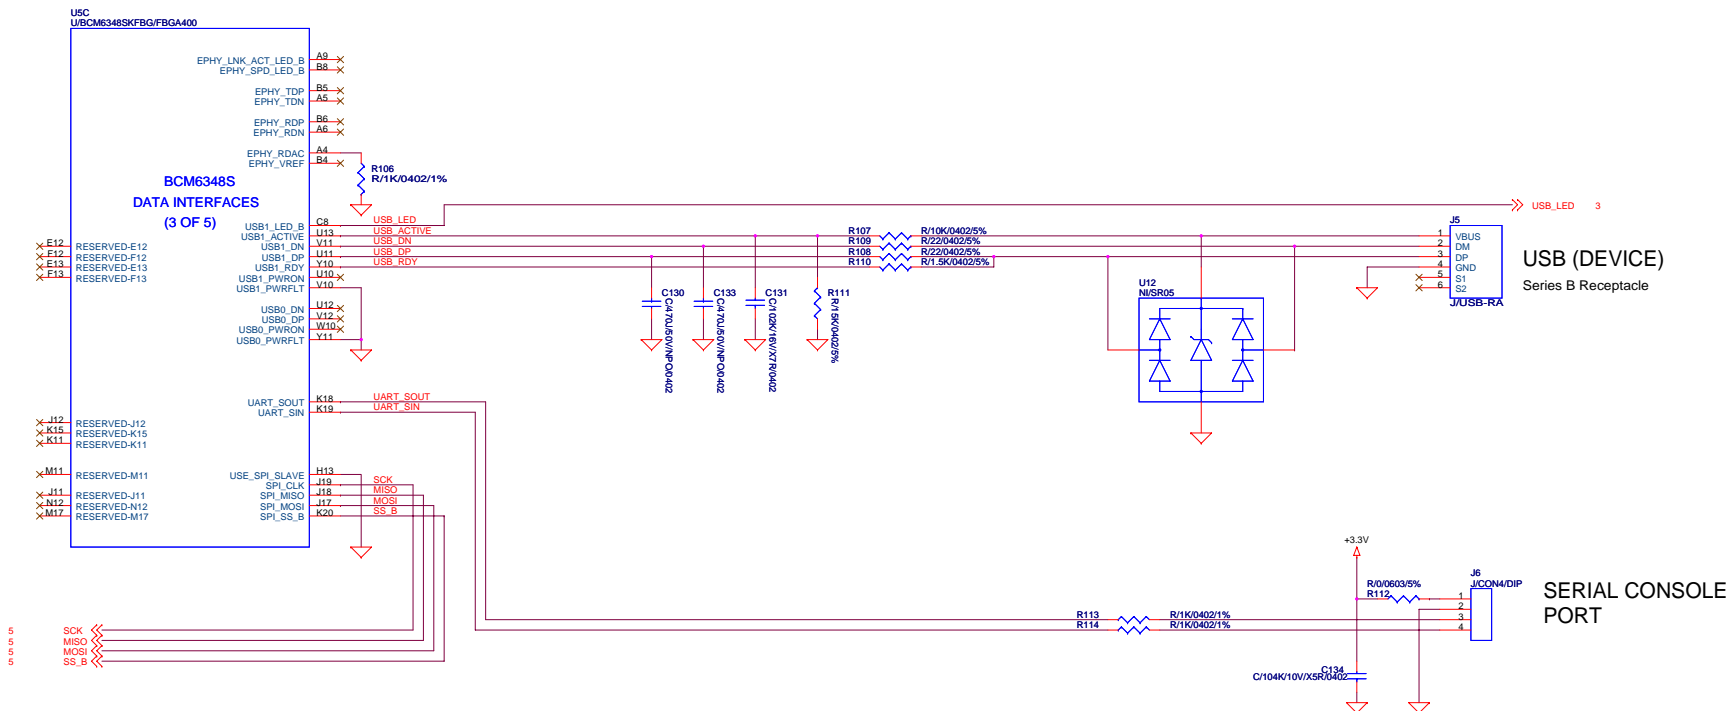 U5C
U/BCM6348SKFBG/FBGA400
BCM6348S
DATA INTERFACES
(3 OF 5)
EPHY_LNK_ACT_LED_B A9
EPHY_SPD_LED_B B8
EPHY_TDP B5
EPHY_TDN A5
EPHY_RDP B6
EPHY_RDN A6
EPHY_RDAC A4
EPHY_VREF B4
R106
R/1K/0402/1%
USB1_LED_B C8 USB_LED
USB1_ACTIVE U13 USB_ACTIVE
USB1_DN V11 USB_DN
USB1_DP U11 USB_DP
USB1_RDY Y10 USB_RDY
USB1_PWRON U10
USB1_PWRFLT V10
USB0_DN U12
USB0_DP V12
USB0_PWRON W10
USB0_PWRFLT Y11
E12 RESERVED-E12
F12 RESERVED-F12
E13 RESERVED-E13
F13 RESERVED-F13
R107 R/10K/0402/5%
R109 R/22/0402/5%
R108 R/22/0402/5%
R110 R/1.5K/0402/5%
C130
C/470J/50V/NPO/0402
C133
C/470J/50V/NPO/0402
C131
C/102K/16V/X7R/0402
R111
R/15K/0402/5%
U12
NI/SR05
USB_LED 3
J5
1 VBUS
2 DM
3 DP
4 GND
5 S1
6 S2
J/USB-RA
USB (DEVICE)
Series B Receptacle
UART_SOUT K18 UART_SOUT
UART_SIN K19 UART_SIN
J12 RESERVED-J12
K15 RESERVED-K15
K11 RESERVED-K11
M11 RESERVED-M11
J11 RESERVED-J11
N12 RESERVED-N12
M17 RESERVED-M17
USE_SPI_SLAVE H13
SPI_CLK J19 SCK
SPI_MISO J18 MISO
SPI_MOSI J17 MOSI
SPI_SS_B K20 SS_B
+3.3V
R/0/0603/5%
R112
J6
J/CON4/DIP
1
2
3
4
SERIAL CONSOLE
PORT
R113 R/1K/0402/1%
R114 R/1K/0402/1%
C134
C/104K/10V/X5R/0402
5 SCK
5 MISO
5 MOSI
5 SS_B